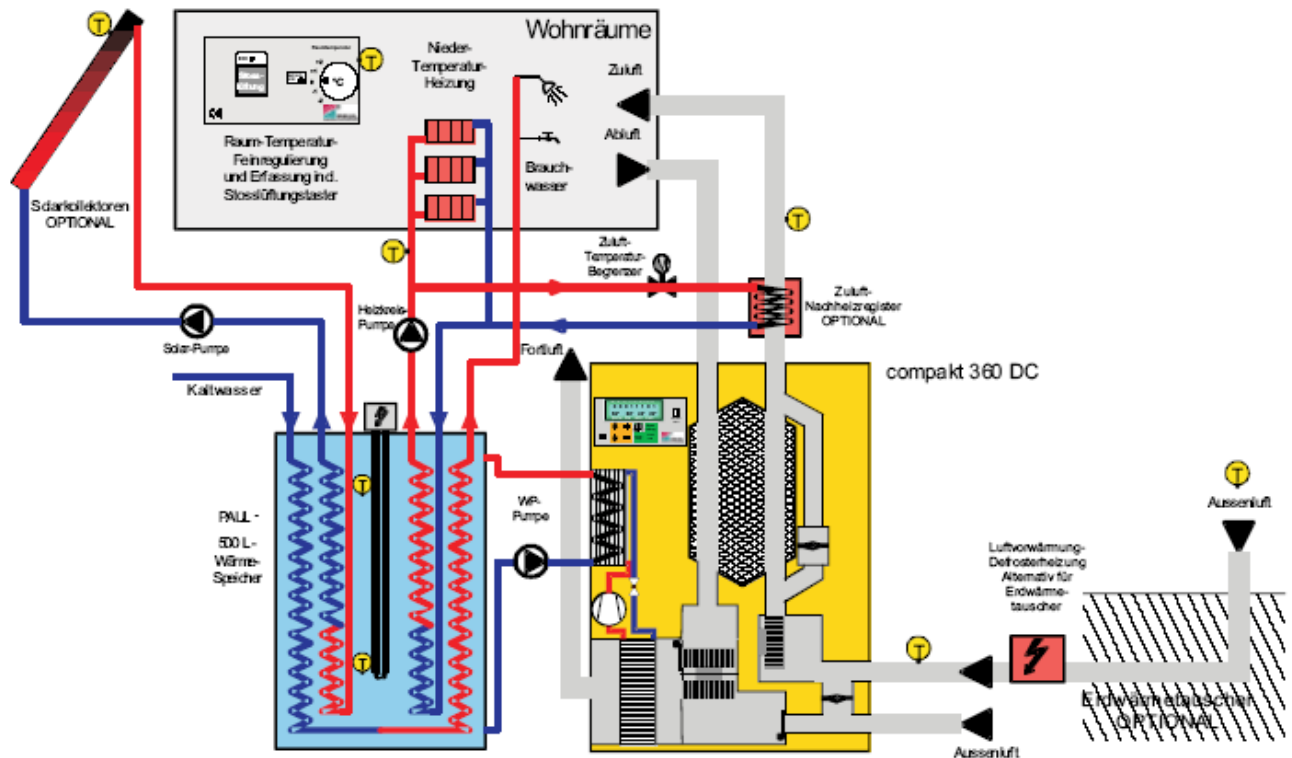 T
Wohnräume
T
Nieder-
Temperatur-
Heizung
Zuluft
°C
Raum-Temperatur-
Feinregulierung
und Erfassung incl.
Stosslüftungstaster
Abluft
Brauch-
wasser
Solarkollektoren
OPTIONAL
T
T
Zuluft-
Temperatur-
Begrenzer
M
Zuluft-
Nachheizregister
OPTIONAL
Heizkreis-
Pumpe
Solar-Pumpe
Fortluft
Kaltwasser
compakt 360 DC
T
Aussenluft
T
PAUL -
500 L -
Wärme-
Speicher
WP-
Pumpe
Luftvorwärmung-
Defrosterheizung
Alternativ für
Erdwärme-
tauscher
T
T
Erdwärmetauscher
OPTIONAL
Aussenluft